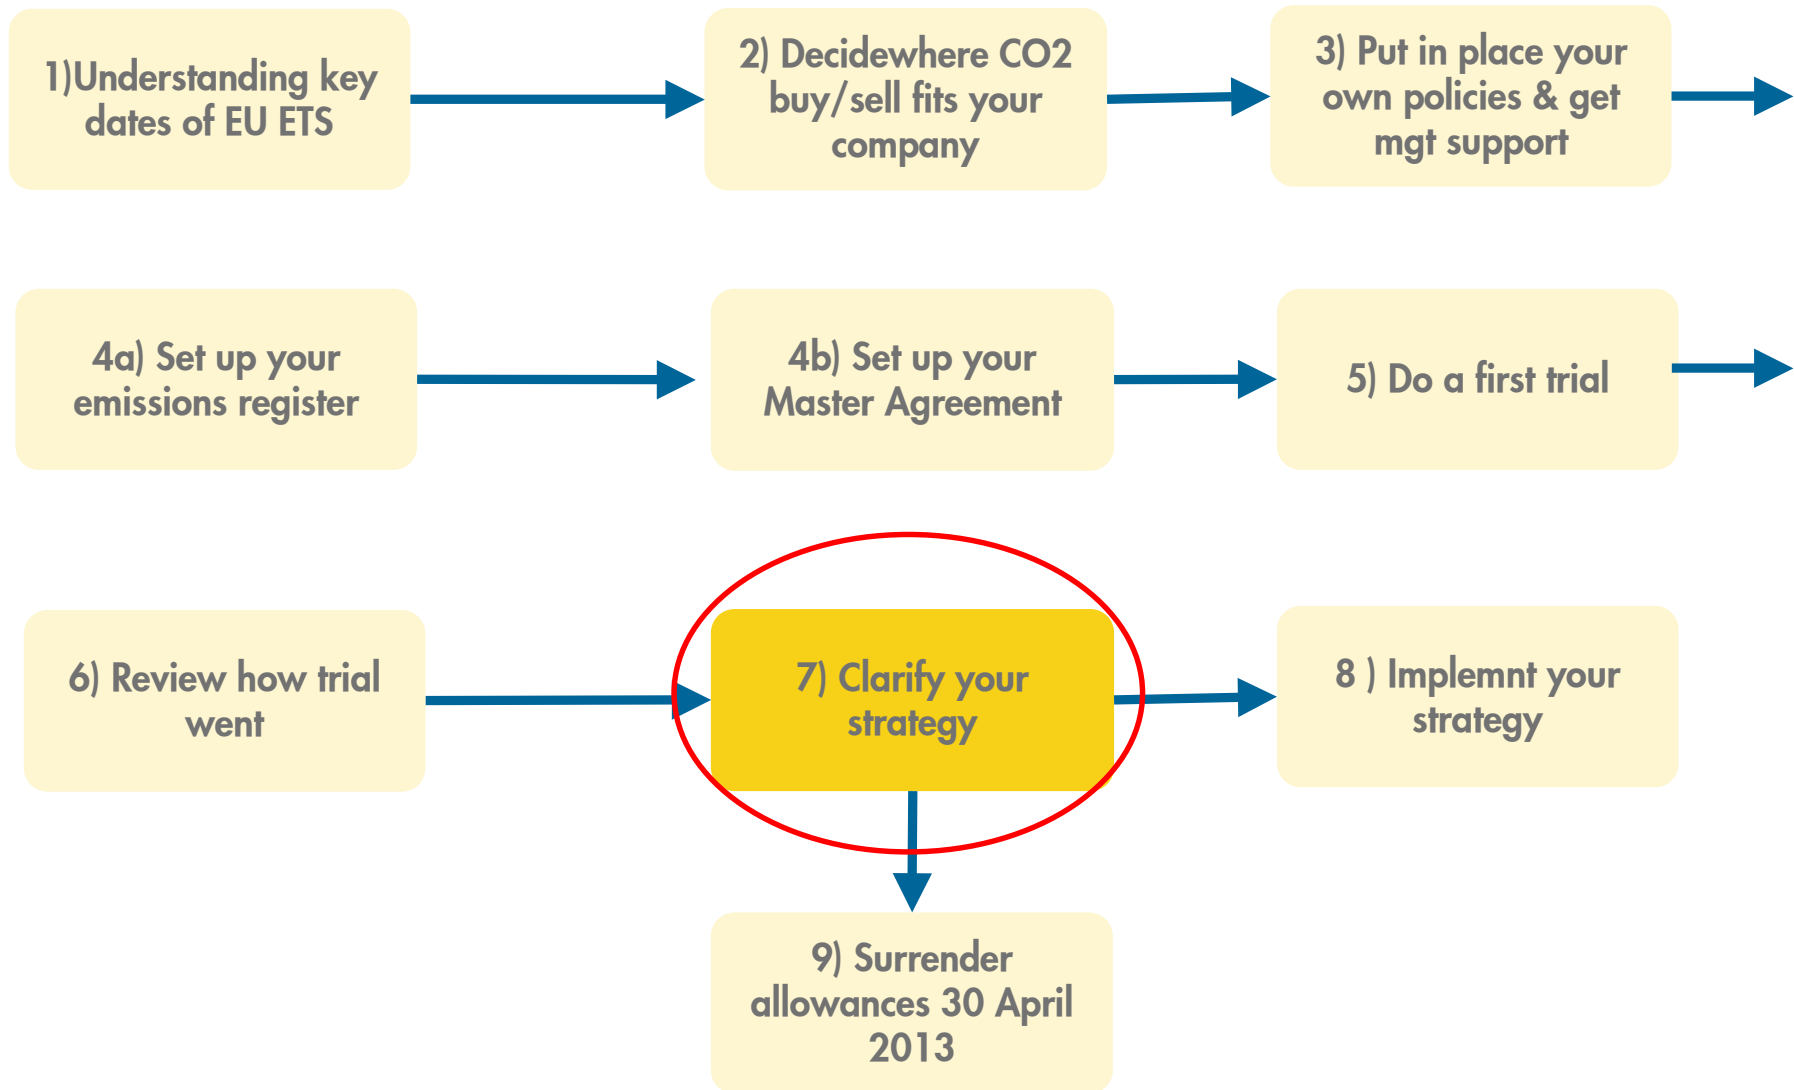 1)Understanding key
dates of EU ETS
2) Decidewhere CO2
buy/sell fits your
company
3) Put in place your
own policies & get
mgt support
4a) Set up your
emissions register
4b) Set up your
Master Agreement
5) Do a first trial
6) Review how trial
went
7) Clarify your
strategy
8 ) Implemnt your
strategy
9) Surrender
allowances 30 April
2013